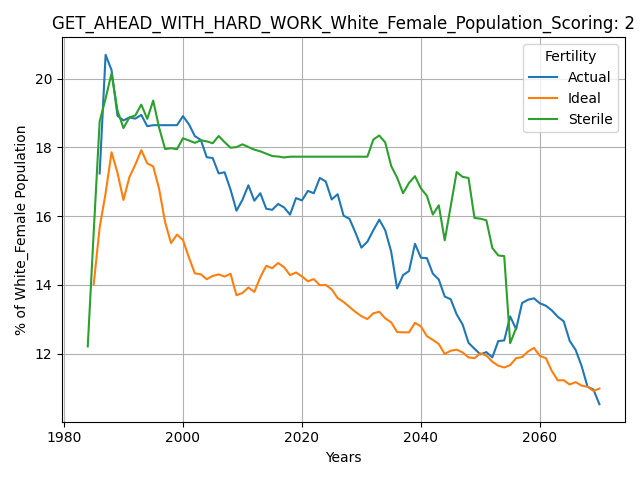 GET_AHEAD_WITH_HARD_WORK_White_Female_Population_Scoring: 2
Fertility
Actual
Ideal
Sterile
% of White_Female Population
20
18
16
14
12
1980
2000
2020
2040
2060
Years